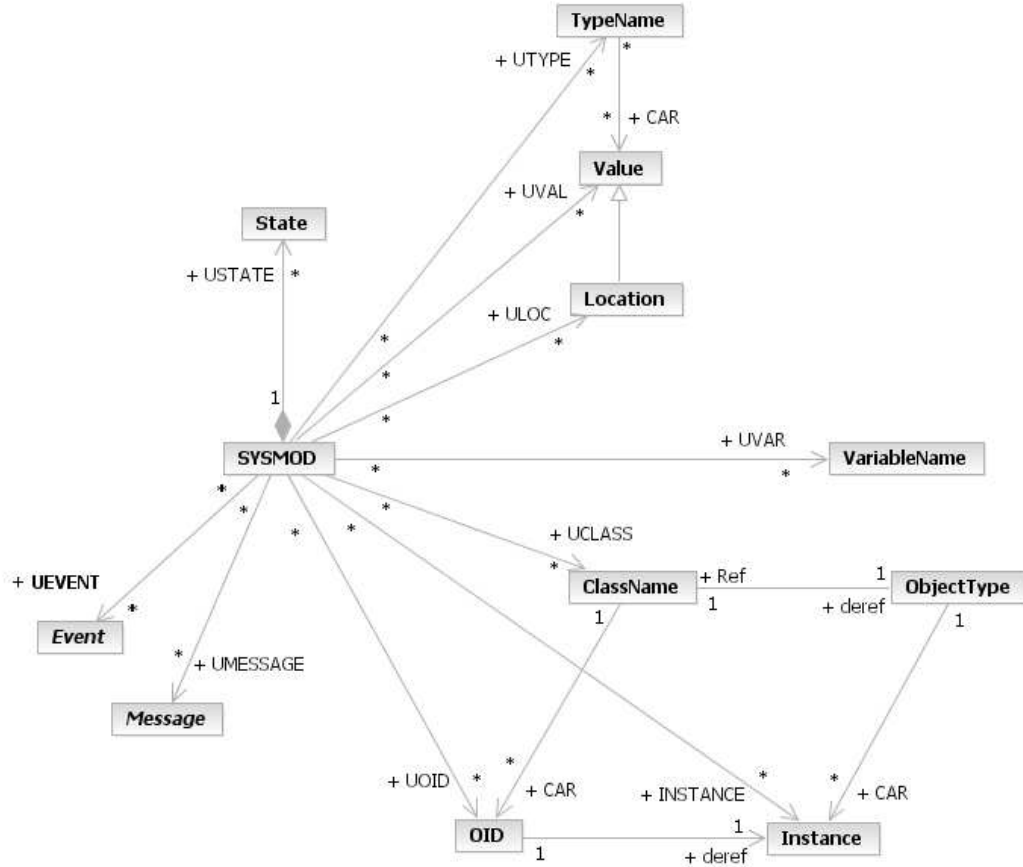 TypeName
+ UTYPE
*
*
* + CAR
Value
+ UVAL
*
State
+ USTATE *
Location
+ ULOC
*
*
*
*
1
SYSMOD
+ UVAR
*
VariableName
*
*
*
*
*
*
+ UCLASS
*
+ UEVENT
*
Event
ClassName
+ Ref
1
1
1
+ deref
ObjectType
1
* + UMESSAGE
Message
+ UOID *
* + CAR
+ INSTANCE *
* + CAR
OID
1
1
+ deref
Instance